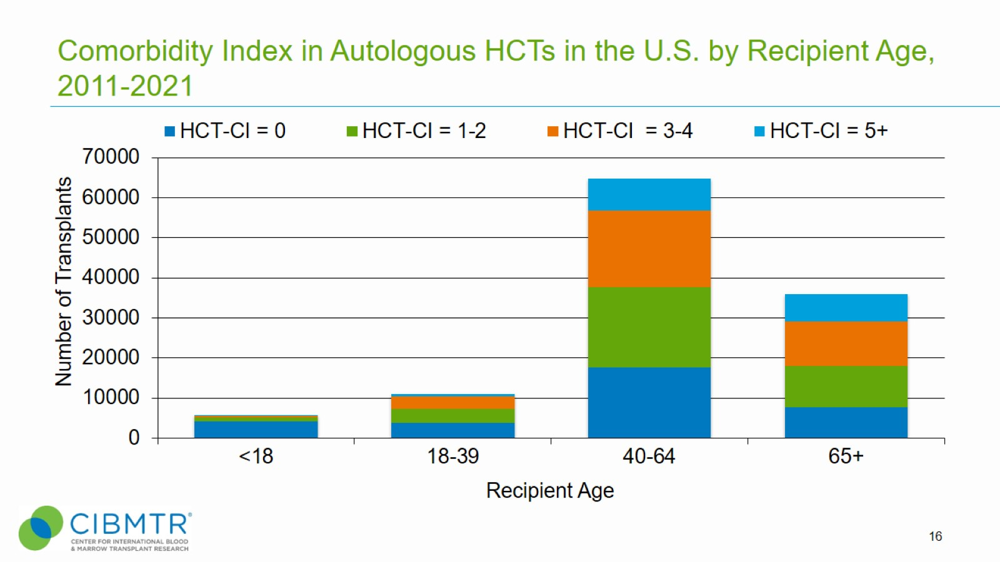 Comorbidity Index in Autologous HCTs in the U.S. by Recipient Age,
2011-2021
HCT-CI = 0
HCT-CI = 1-2
HCT-CI  = 3-4
HCT-CI = 5+
Number of Transplants
70000
60000
50000
40000
30000
20000
10000
0
<18
18-39
40-64
65+
Recipient Age
CIBMTR®
CENTER FOR INTERNATIONAL BLOOD
& MARROW TRANSPLANT RESEARCH
16